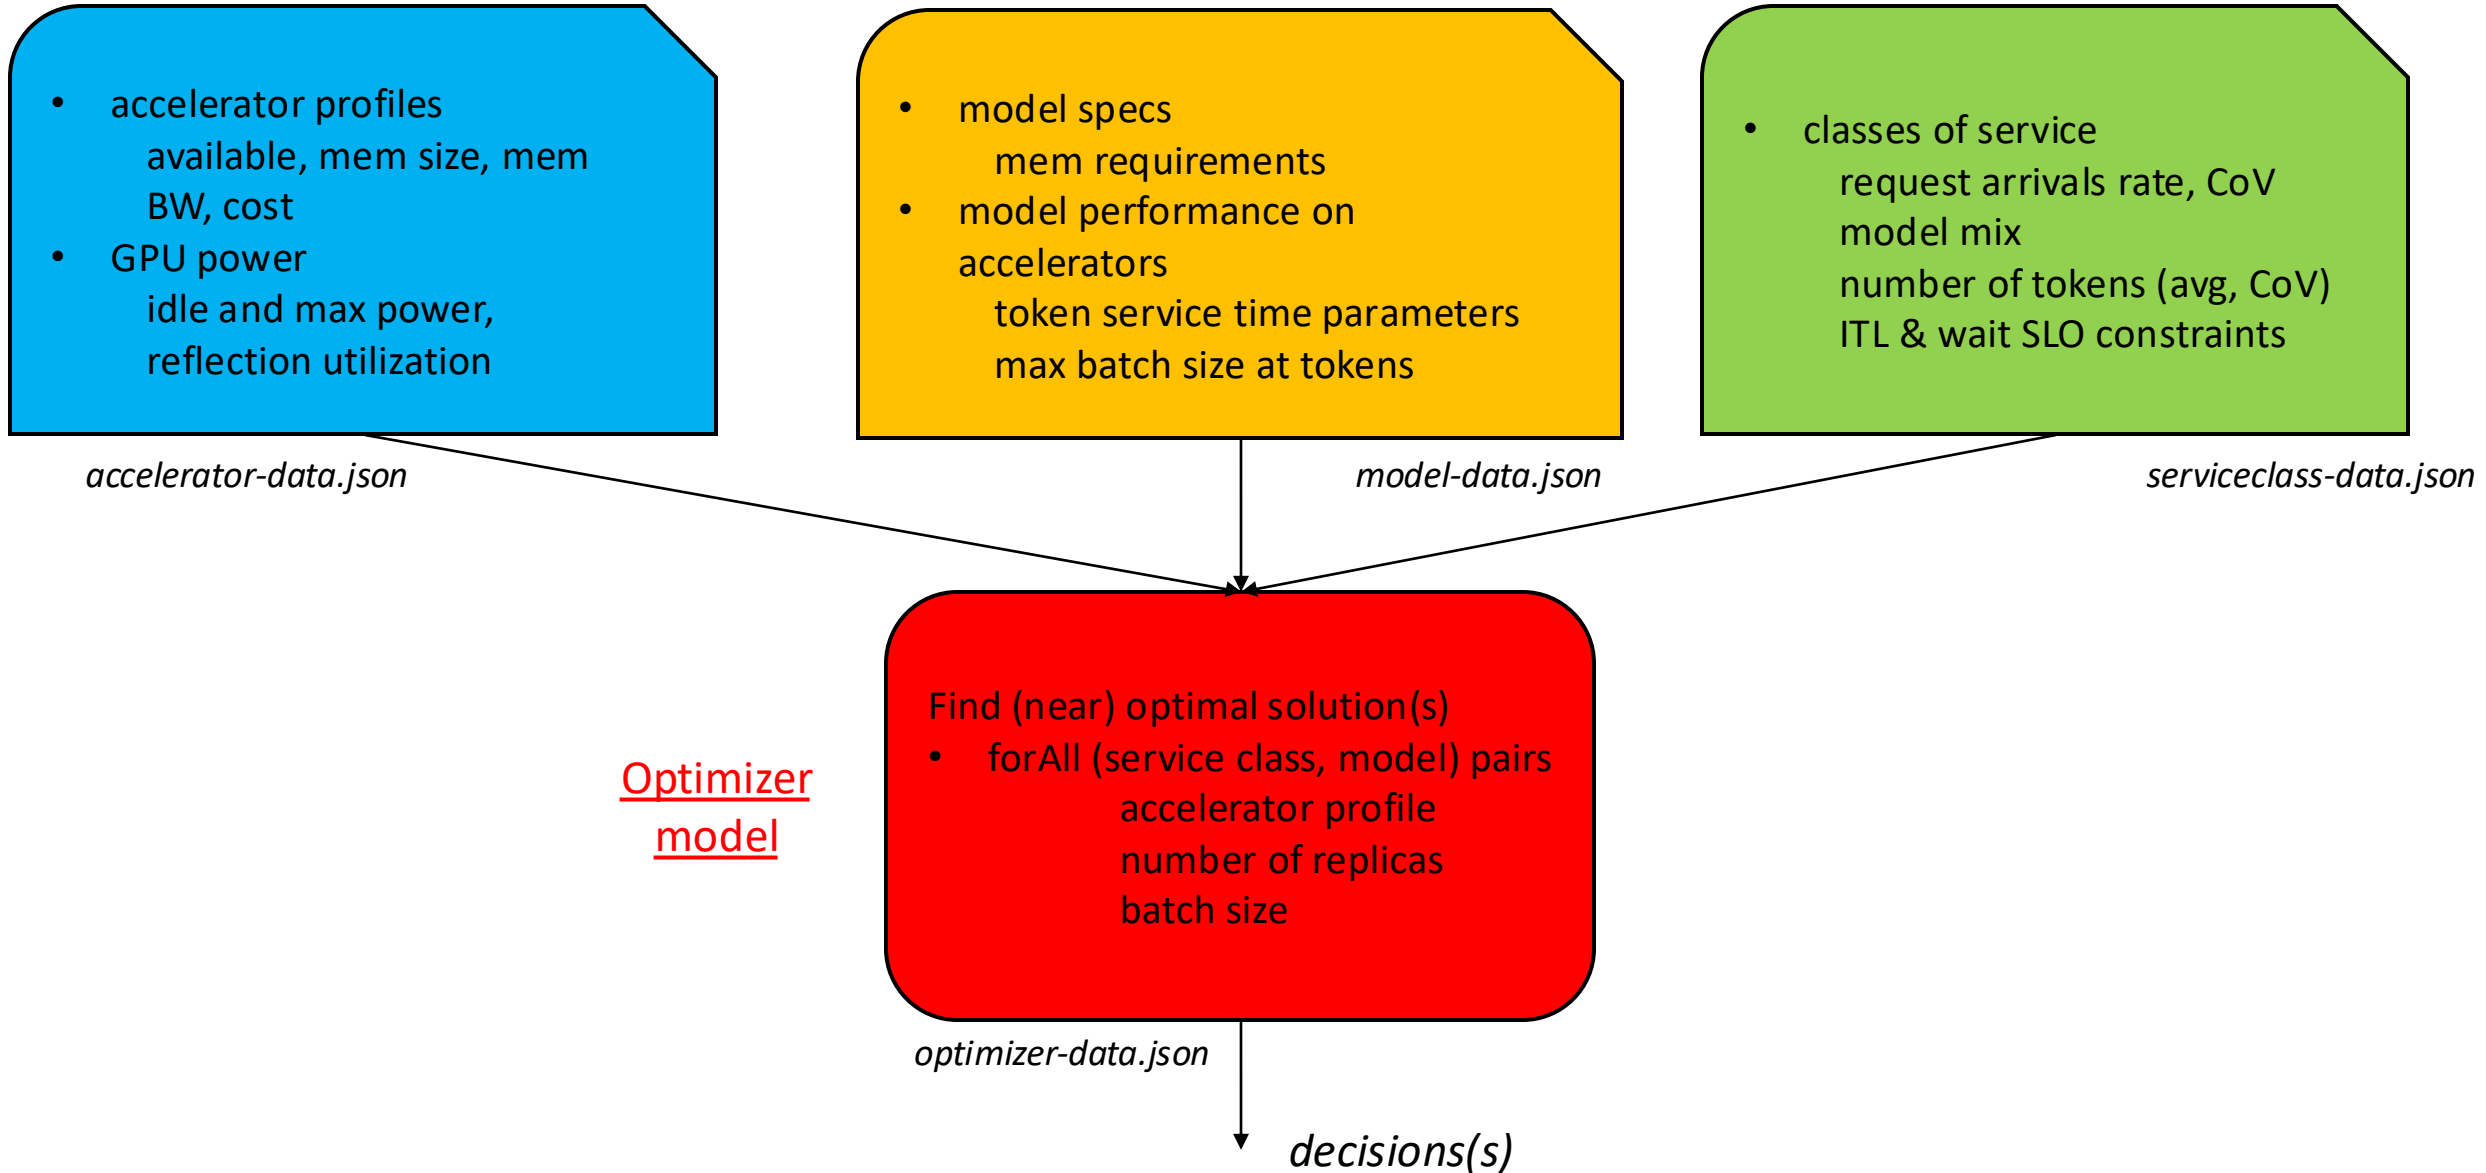 • accelerator profiles
available, mem size, mem
BW, cost
• GPU power
idle and max power,
reflection utilization
accelerator-data.json
• model specs
mem requirements
• model performance on
accelerators
token service time parameters
max batch size at tokens
model-data.json
• classes of service
request arrivals rate, CoV
model mix
number of tokens (avg, CoV)
ITL & wait SLO constraints
serviceclass-data.json
Optimizer
model
Find (near) optimal solution(s)
• forAll (service class, model) pairs
accelerator profile
number of replicas
batch size
optimizer-data.json
decisions(s)